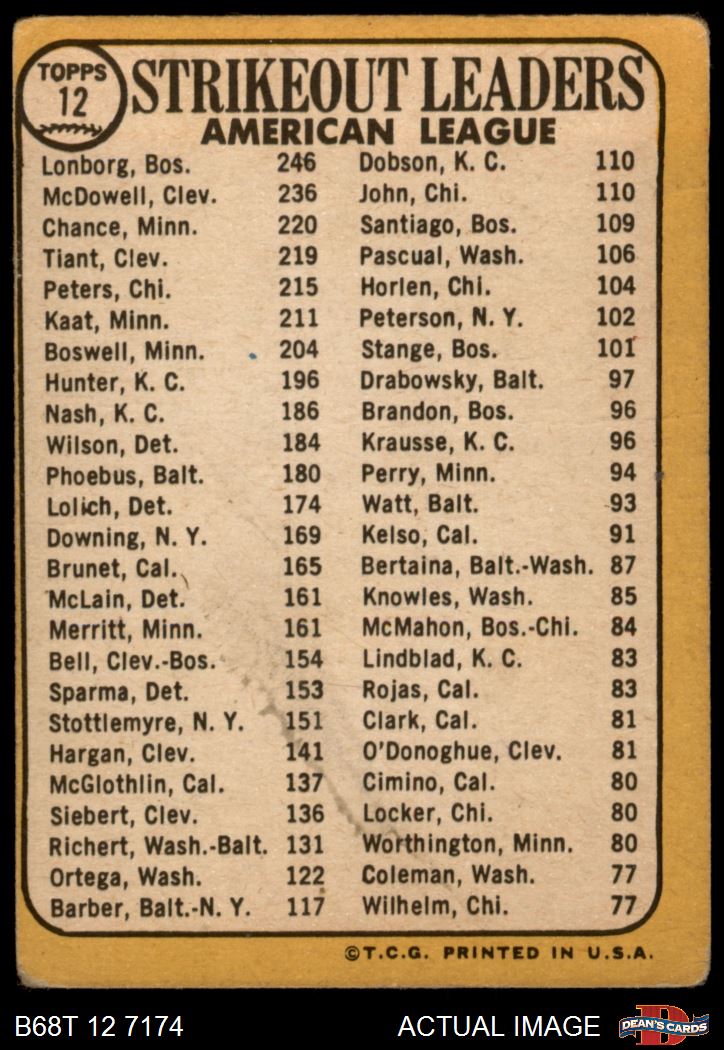 TOPPS
12
STRIKEOUT LEADERS
AMERICAN LEAGUE
Lonborg, Bos. 246
McDowell, Clev. 236
Chance, Minn. 220
Tiant, Clev. 219
Peters, Chi. 215
Kaat, Minn. 211
Boswell, Minn. 204
Hunter, K. C. 196
Nash, K. C. 186
Wilson, Det. 184
Phoebus, Balt. 180
Lolich, Det. 174
Downing, N. Y. 169
Brunet, Cal. 165
McLain, Det. 161
Merritt, Minn. 161
Bell, Clev.-Bos. 154
Sparma, Det. 153
Stottlemyre, N. Y. 151
Hargan, Clev. 141
McGlothlin, Cal. 137
Siebert, Clev. 136
Richert, Wash.-Balt. 131
Ortega, Wash. 122
Barber, Balt.-N. Y. 117
Dobson, K. C. 110
John, Chi. 110
Santiago, Bos. 109
Pascual, Wash. 106
Horlen, Chi. 104
Peterson, N. Y. 102
Stange, Bos. 101
Drabowsky, Balt. 97
Brandon, Bos. 96
Krausse, K. C. 96
Perry, Minn. 94
Watt, Balt. 93
Kelso, Cal. 91
Bertaina, Balt.-Wash. 87
Knowles, Wash. 85
McMahon, Bos.-Chi. 84
Lindblad, K. C. 83
Rojas, Cal. 83
Clark, Cal. 81
O'Donoghue, Clev. 81
Cimino, Cal. 80
Locker, Chi. 80
Worthington, Minn. 80
Coleman, Wash. 77
Wilhelm, Chi. 77
©T.C.G. PRINTED IN U.S.A.
B68T 12 7174
ACTUAL IMAGE
D
DEAN'S CARDS